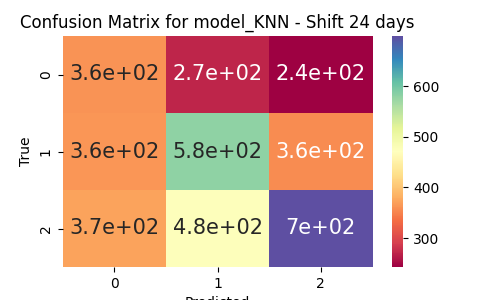 Confusion Matrix for model_KNN - Shift 24 days
True
0 3.6e+02 2.7e+02 2.4e+02
1 3.6e+02 5.8e+02 3.6e+02
2 3.7e+02 4.8e+02 7e+02
0 1 2
Predicted
600
500
400
300